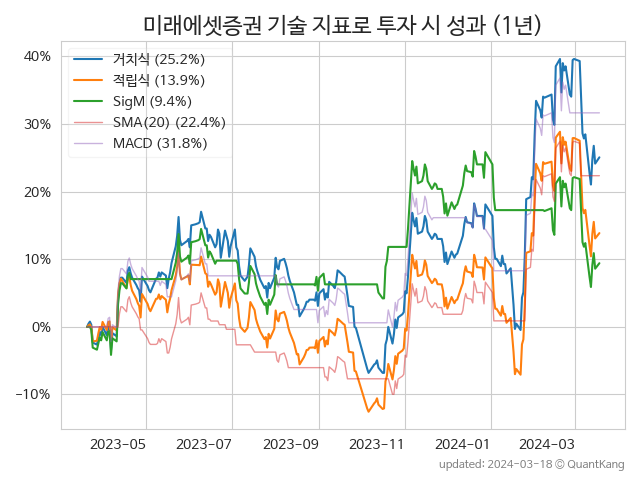 미래에셋증권 기술 지표로 투자 시 성과 (1년)
40%
30%
20%
10%
0%
−10%
거치식 (25.2%)
적립식 (13.9%)
SigM (9.4%)
SMA(20) (22.4%)
MACD (31.8%)
2023-05
2023-07
2023-09
2023-11
2024-01
2024-03
updated: 2024-03-18 © QuantKang